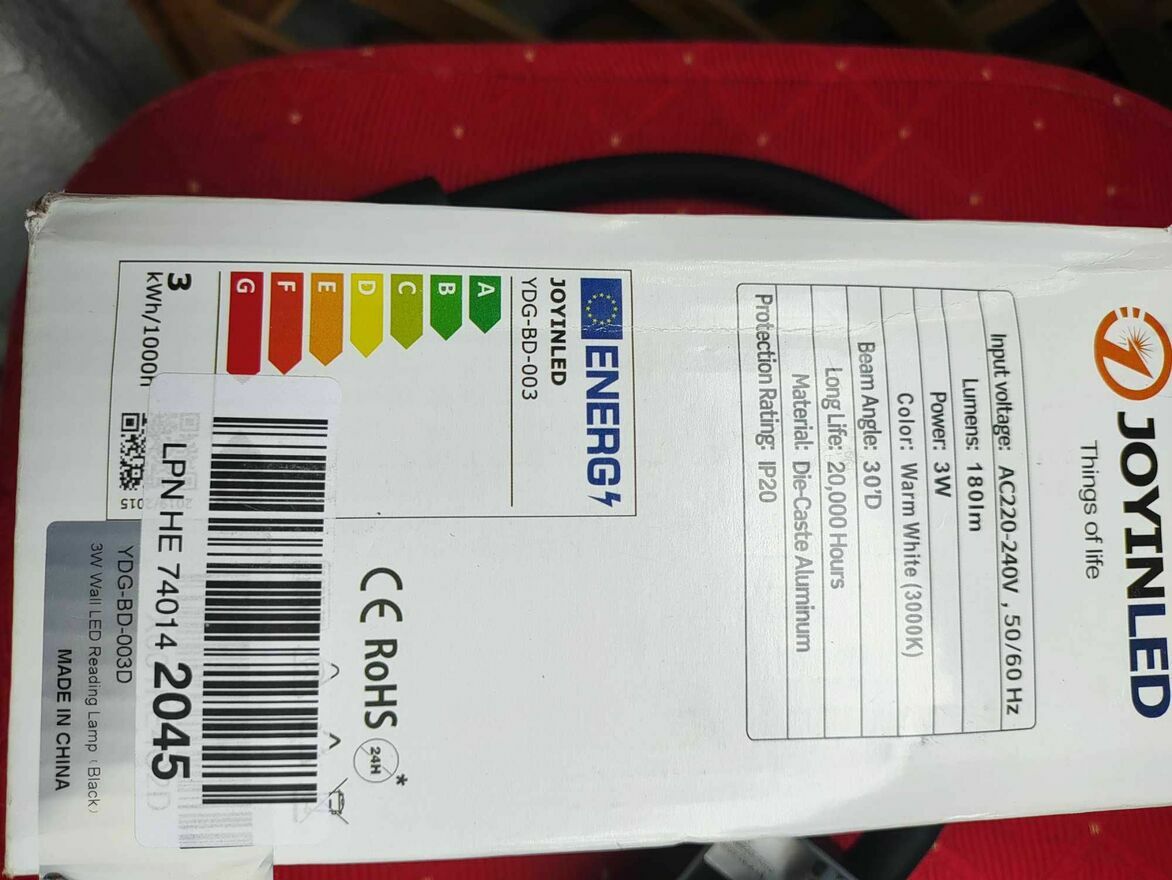 JOYINLED
Things of life
Input voltage: AC220-240V , 50/60 Hz
Lumens: 180lm
Power: 3W
Color: Warm White (3000K)
Beam Angle: 30'D
Long Life: 20,000 Hours
Material: Die-Caste Aluminum
Protection Rating: IP20
ENERG
JOYINLED
YDG-BD-003
A
B
C
D
E
F
G
3
kWh/1000h
2015
CE RoHS
24H
*
LPN HE 74014 2045
YDG-BD-003D
3W Wall LED Reading Lamp (Black)
MADE IN CHINA